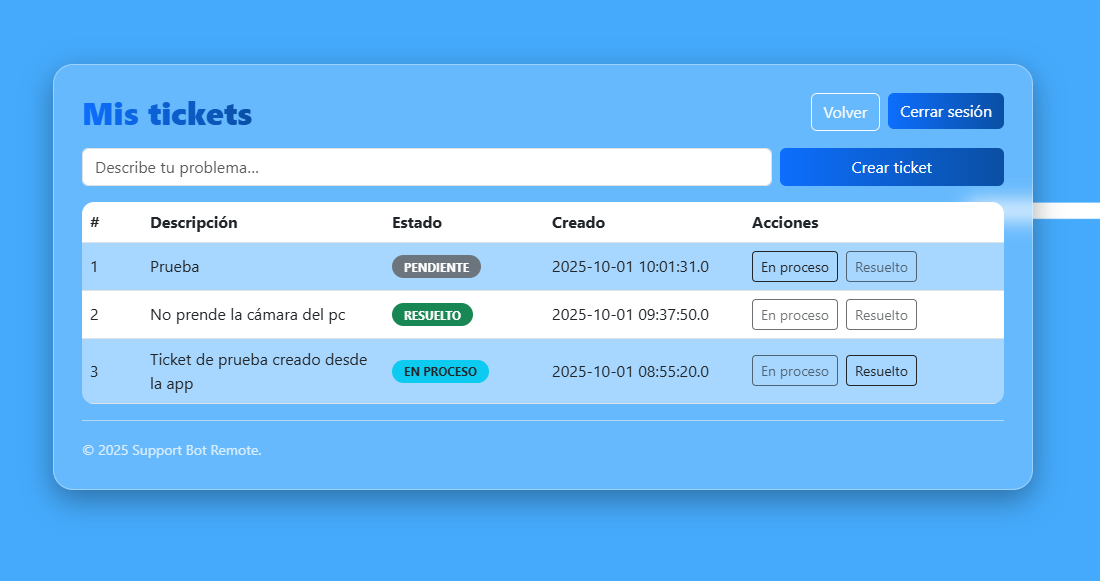 Mis tickets
Volver
Cerrar sesión
Describe tu problema...
Crear ticket
# Descripción Estado Creado Acciones
1 Prueba PENDIENTE 2025-10-01 10:01:31.0 En proceso Resuelto
2 No prende la cámara del pc RESUELTO 2025-10-01 09:37:50.0 En proceso Resuelto
3 Ticket de prueba creado desde
la app EN PROCESO 2025-10-01 08:55:20.0 En proceso Resuelto
© 2025 Support Bot Remote.